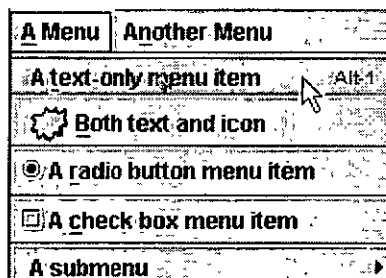 A Menu Another Menu
A text-only menu item Alt-1
Both text and icon
A radio button menu item
A check box menu item
A submenu